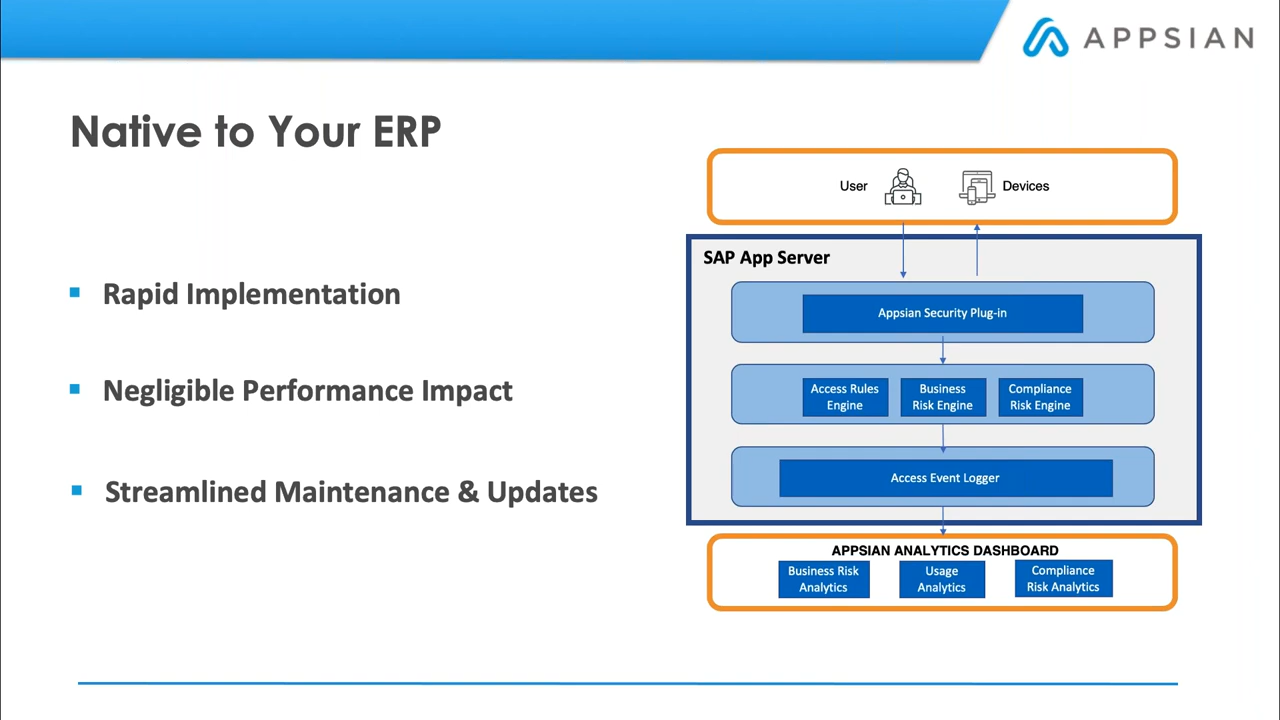 APPSIAN
Native to Your ERP
▪ Rapid Implementation
▪ Negligible Performance Impact
▪ Streamlined Maintenance & Updates
User
Devices
SAP App Server
Appsian Security Plug-in
Access Rules
Engine
Business
Risk Engine
Compliance
Risk Engine
Access Event Logger
APPSIAN ANALYTICS DASHBOARD
Business Risk
Analytics
Usage
Analytics
Compliance
Risk Analytics